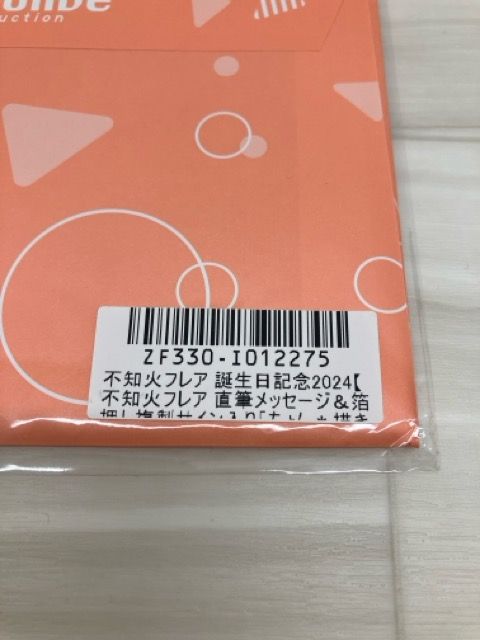 uction
ZF330-I012275
不知火フレア 誕生日記念2024【
不知火フレア 直筆メッセージ＆箔
押し複製サイン入り